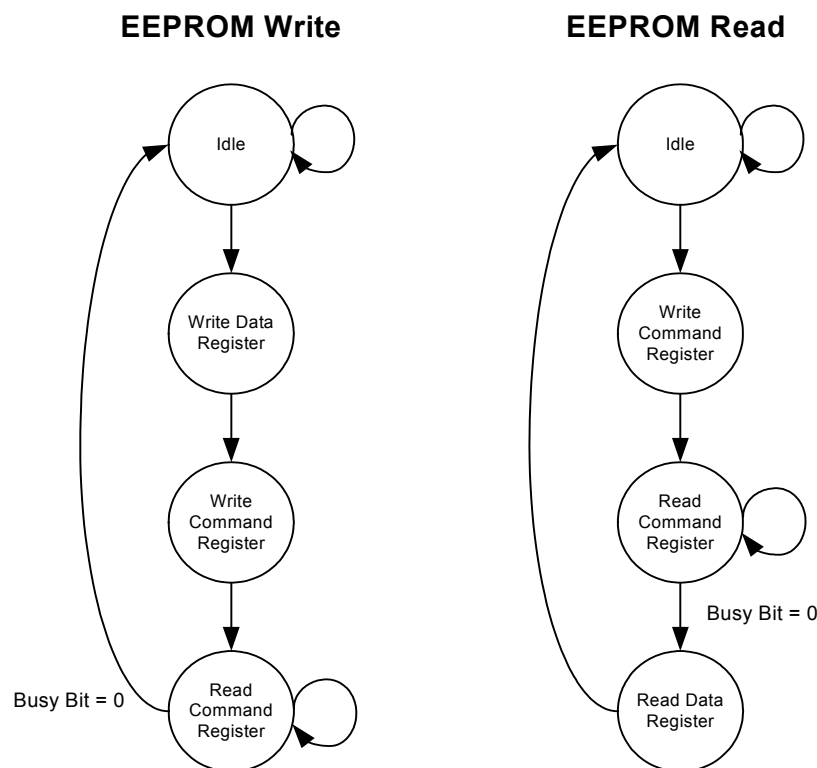 EEPROM Write
Idle
Write Data
Register
Write
Command
Register
Read
Command
Register
Busy Bit = 0
EEPROM Read
Idle
Write
Command
Register
Read
Command
Register
Busy Bit = 0
Read Data
Register